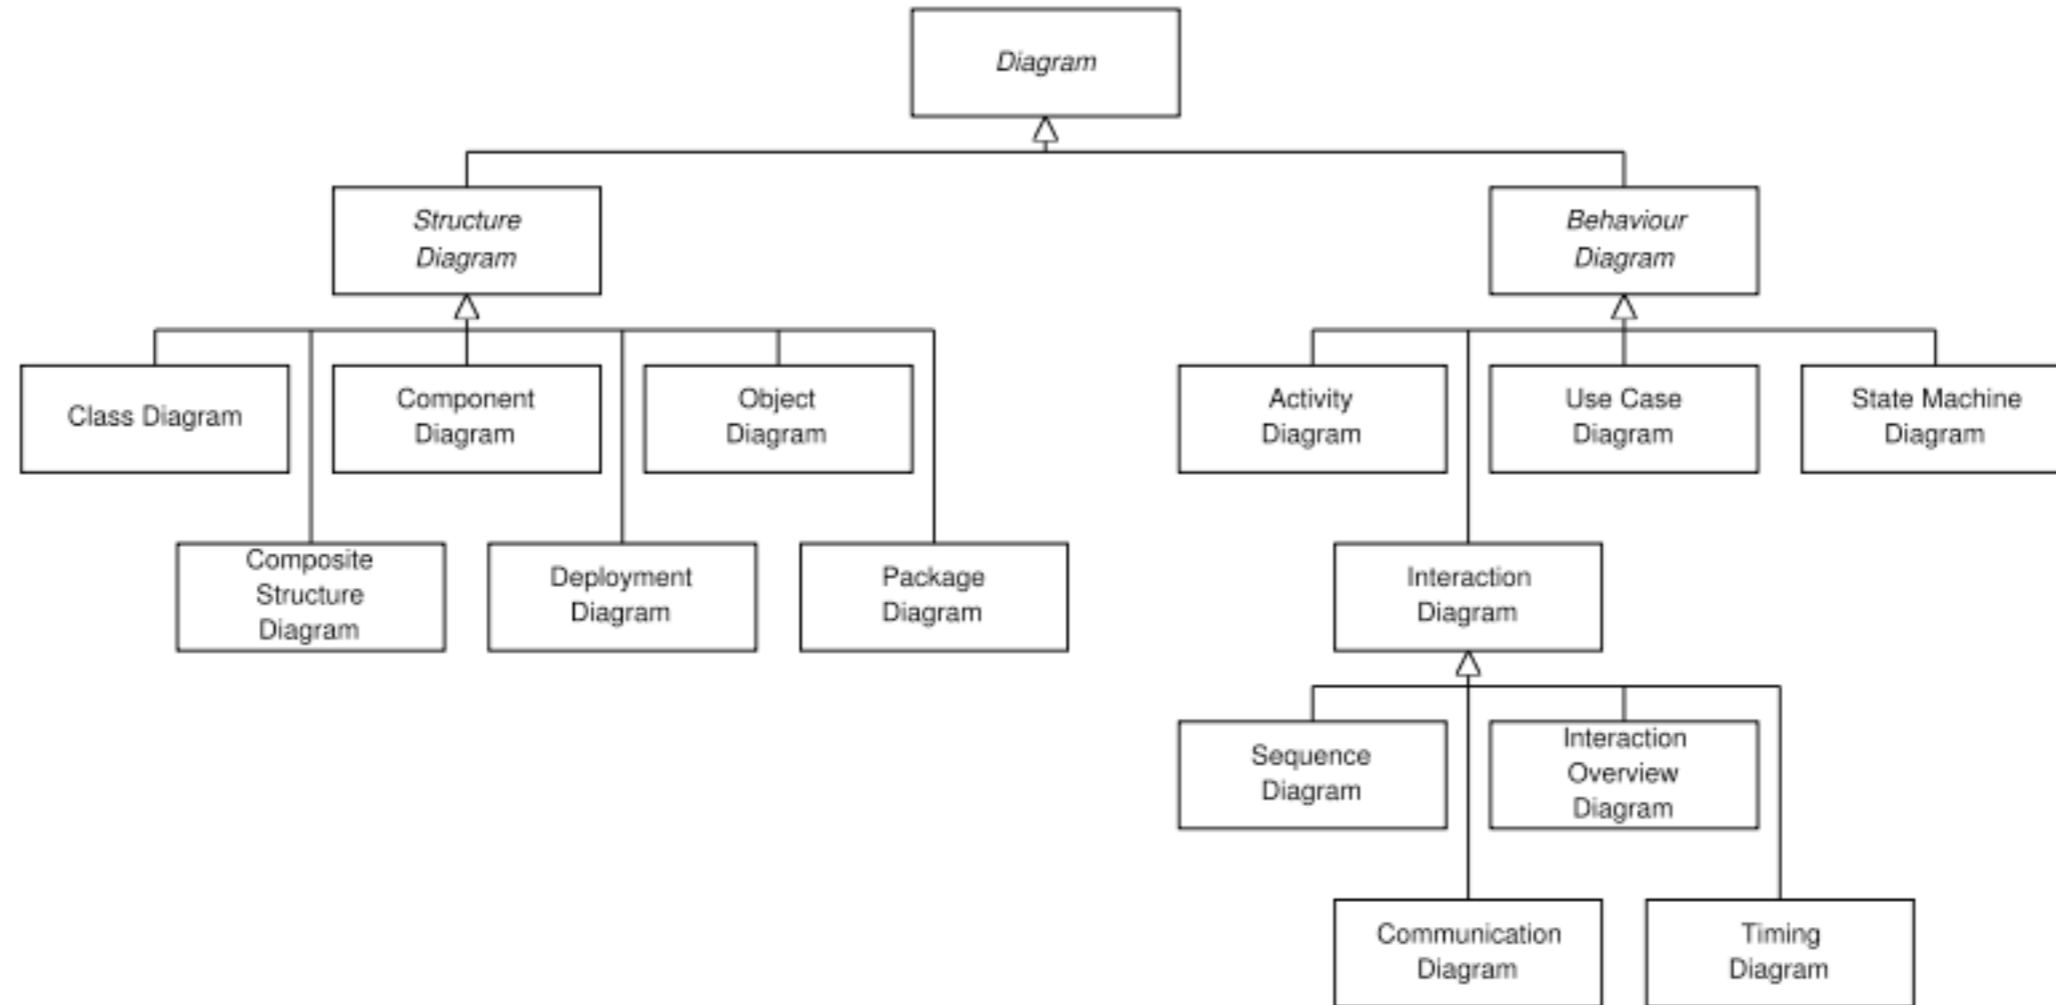 Diagram
Structure
Diagram
Behaviour
Diagram
Class Diagram
Component
Diagram
Object
Diagram
Activity
Diagram
Use Case
Diagram
State Machine
Diagram
Composite
Structure
Diagram
Deployment
Diagram
Package
Diagram
Interaction
Diagram
Sequence
Diagram
Interaction
Overview
Diagram
Communication
Diagram
Timing
Diagram